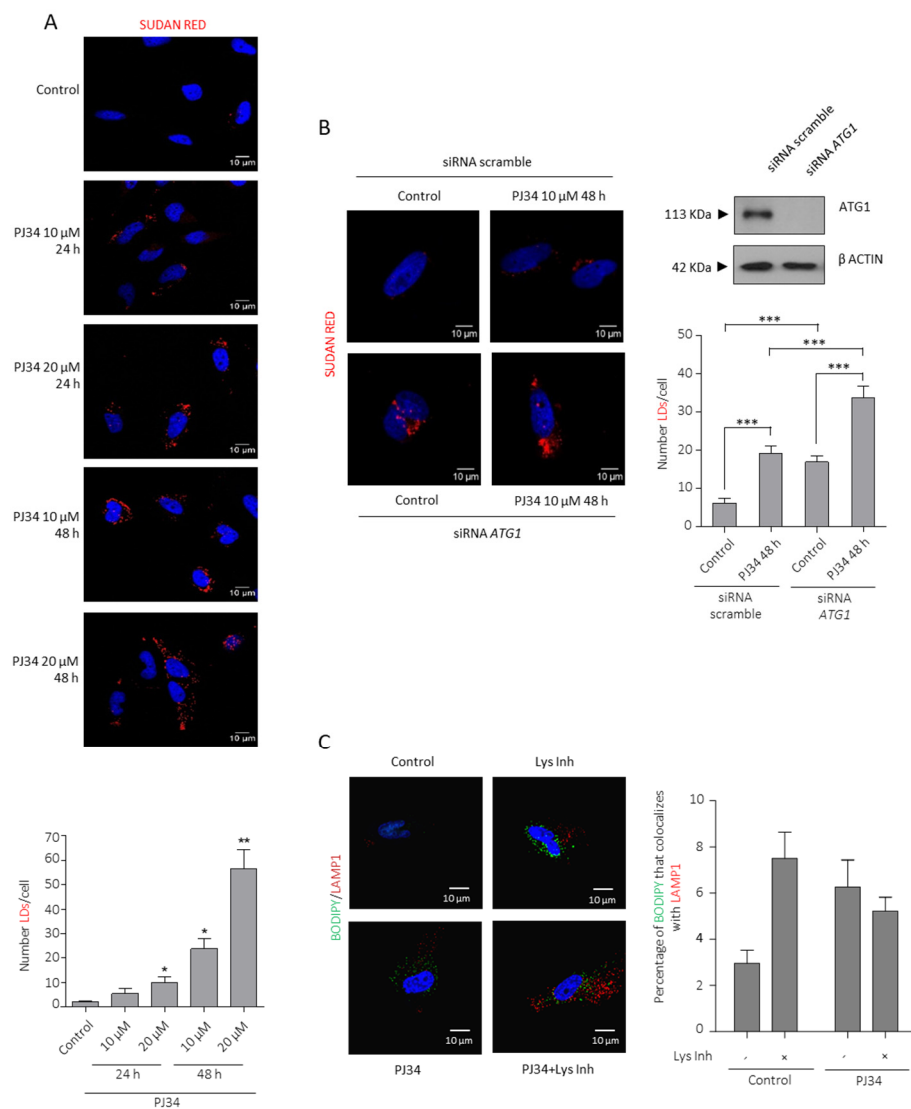 A
SUDAN RED
Control
10 µm
PJ34 10 µM
24 h
10 µm
PJ34 20 µM
24 h
10 µm
PJ34 10 µM
48 h
10 µm
PJ34 20 µM
48 h
10 µm
Number LDs/cell
70
60
50
40
30
20
10
0
*
*
**
Control
10 µM
20 µM
10 µM
20 µM
24 h
48 h
PJ34
B
siRNA scramble
Control
PJ34 10 µM 48 h
SUDAN RED
10 µm
10 µm
10 µm
10 µm
Control
PJ34 10 µM 48 h
siRNA ATG1
siRNA scramble
siRNA ATG1
113 KDa
ATG1
42 KDa
β ACTIN
Number LDs/cell
50
40
30
20
10
0
***
***
***
***
Control
PJ34 48 h
Control
PJ34 48 h
siRNA
scramble
siRNA
ATG1
C
Control
Lys Inh
BODIPY/LAMP1
10 µm
10 µm
10 µm
10 µm
PJ34
PJ34+Lys Inh
Percentage of BODIPY that colocalizes
with LAMP1
10
8
6
4
2
0
Lys Inh
-
+
-
+
Control
PJ34